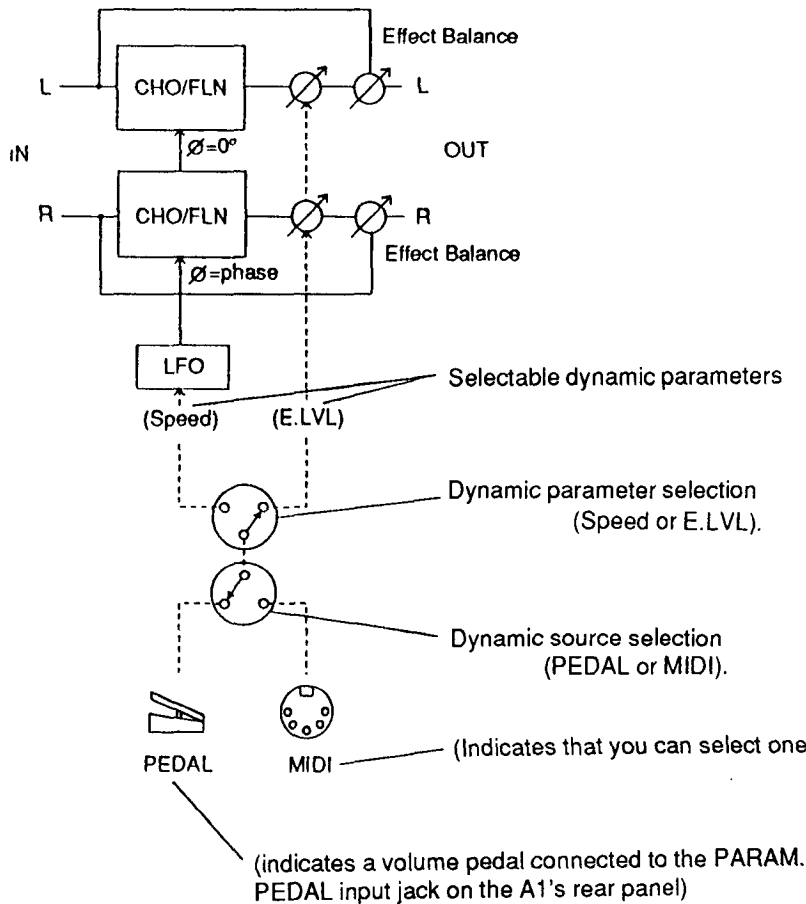 Effect Balance
L CHO/FLN L
Ø=0°
IN OUT
R CHO/FLN R
Ø=phase Effect Balance
LFO
Selectable dynamic parameters
(Speed) (E.LVL)
Dynamic parameter selection
(Speed or E.LVL).
Dynamic source selection
(PEDAL or MIDI).
PEDAL MIDI (Indicates that you can select one
(indicates a volume pedal connected to the PARAM.
PEDAL input jack on the A1's rear panel)